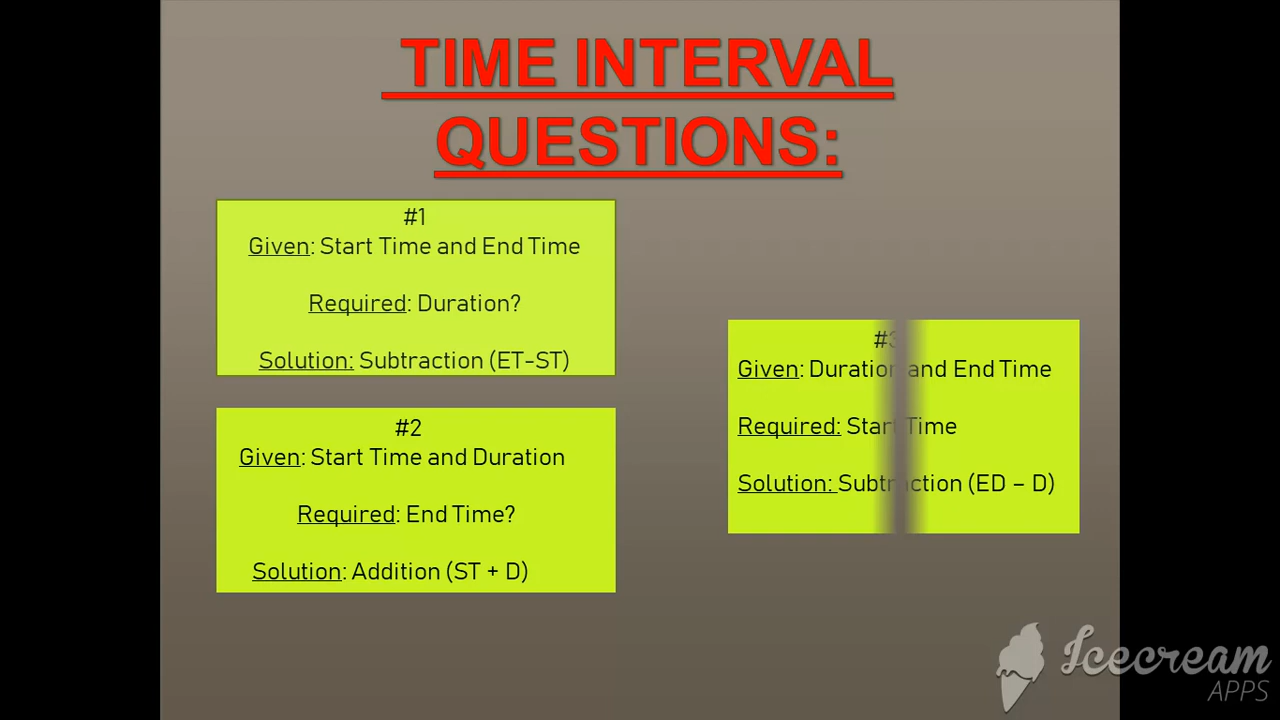 TIME INTERVAL
QUESTIONS:
#1
Given: Start Time and End Time
Required: Duration?
Solution: Subtraction (ET-ST)
#2
Given: Start Time and Duration
Required: End Time?
Solution: Addition (ST + D)
#3
Given: Duration and End Time
Required: Start Time
Solution: Subtraction (ED – D)
Icecream
APPS